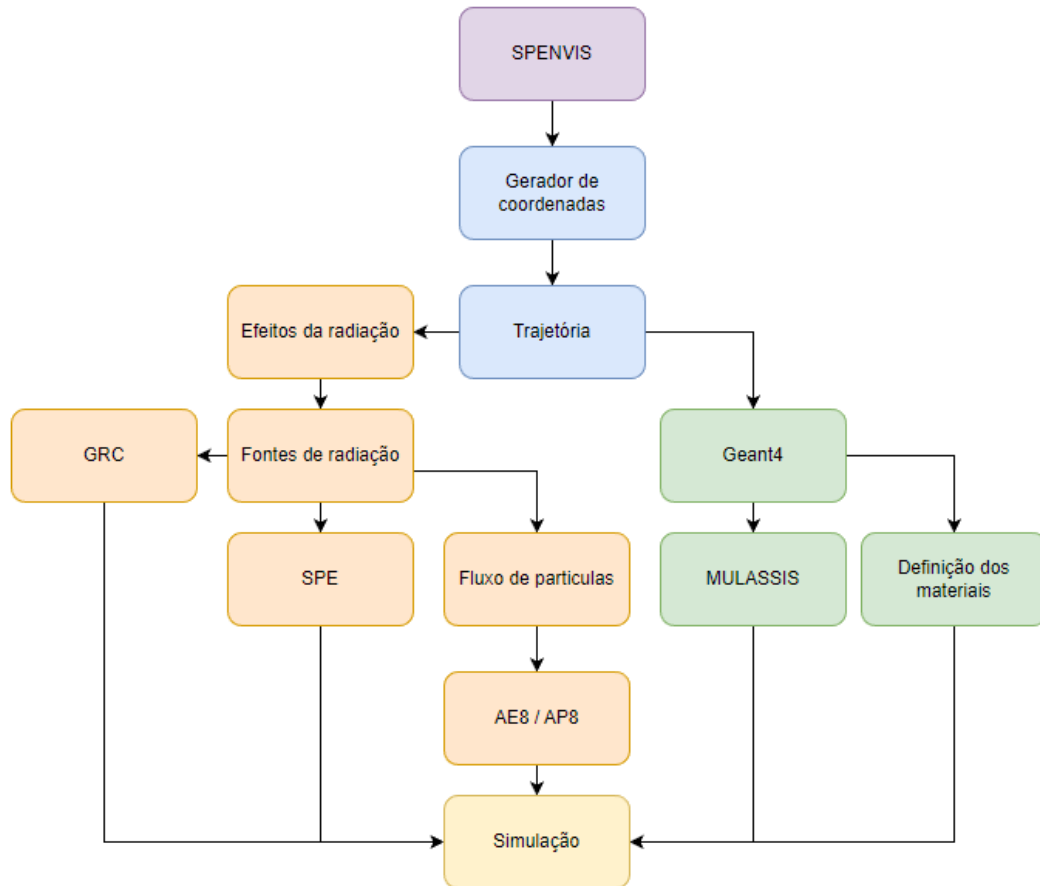 SPENVIS
Gerador de
coordenadas
Efeitos da radiação
Trajetória
GRC
Fontes de radiação
Geant4
SPE
Fluxo de particulas
MULASSIS
Definição dos
materiais
AE8 / AP8
Simulação